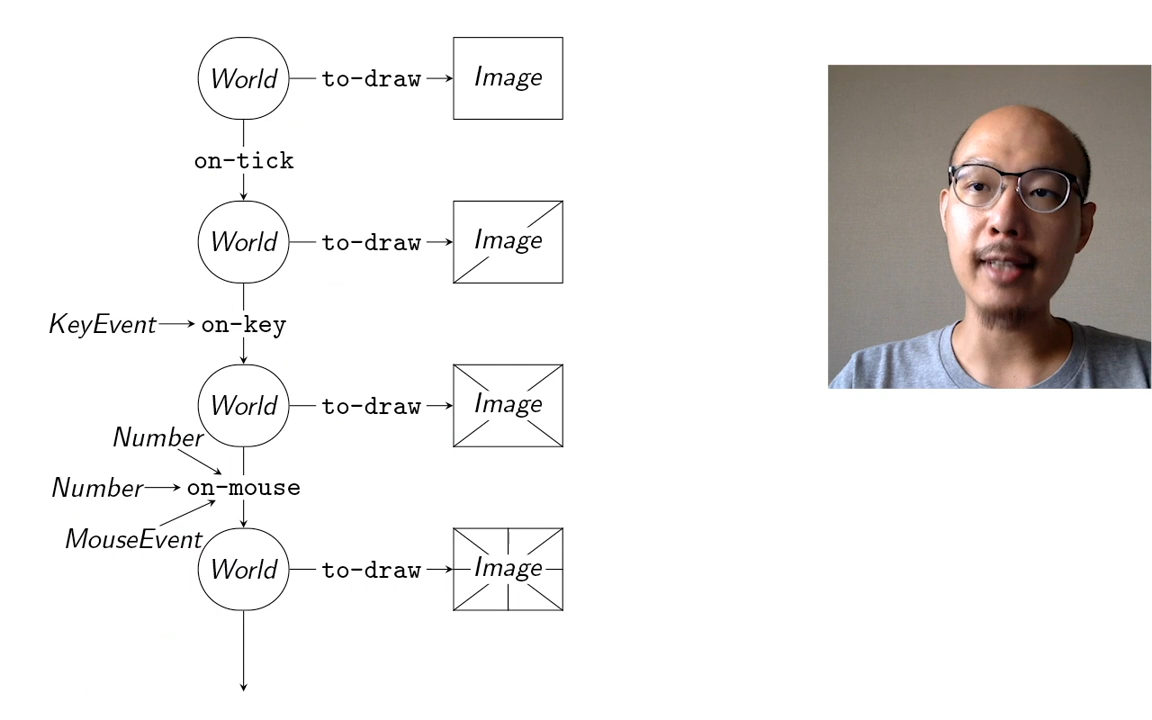 World to-draw Image
on-tick
World to-draw Image
KeyEvent on-key
World to-draw Image
Number
Number on-mouse
MouseEvent
World to-draw Image